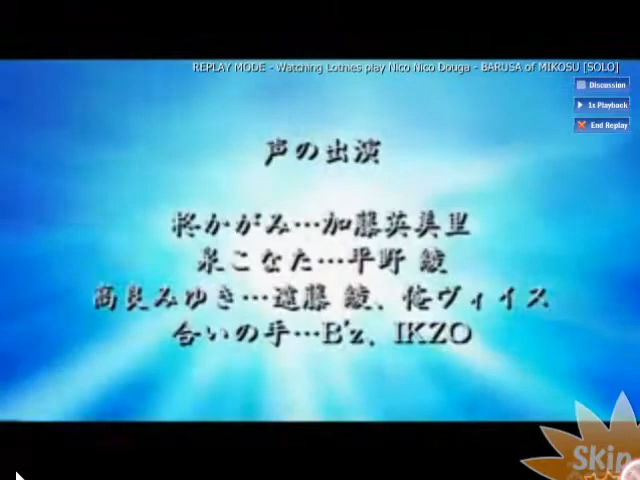 REPLAY MODE - Watching Lothies play Nico Nico Douga - BARUSA of MIKOSU [SOLO]
Discussion
1x Playback
End Replay
声の出演
柊かがみ…加藤英美里
泉こなた…平野 綾
高良みゆき…遠藤 綾、俺ヴォイス
合いの手…B'z、IKZO
Skip